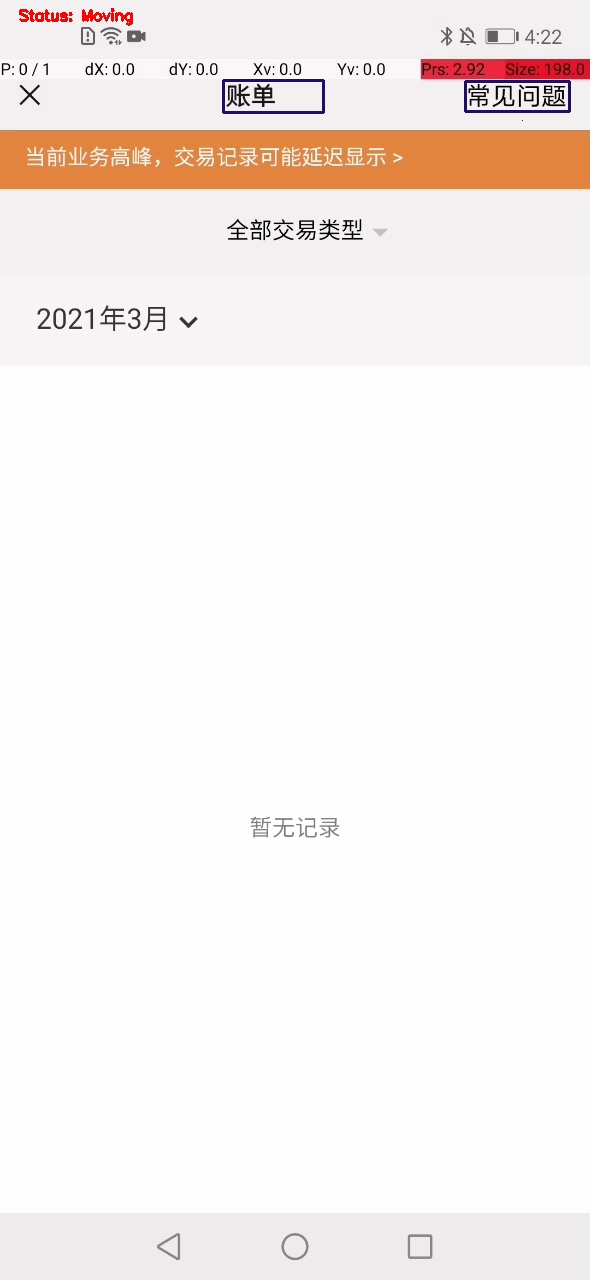 Status: Moving
4:22
P: 0 / 1 dX: 0.0 dY: 0.0 Xv: 0.0 Yv: 0.0 Prs: 2.92 Size: 198.0
账单 常见问题
当前业务高峰，交易记录可能延迟显示 >
全部交易类型
2021年3月
暂无记录